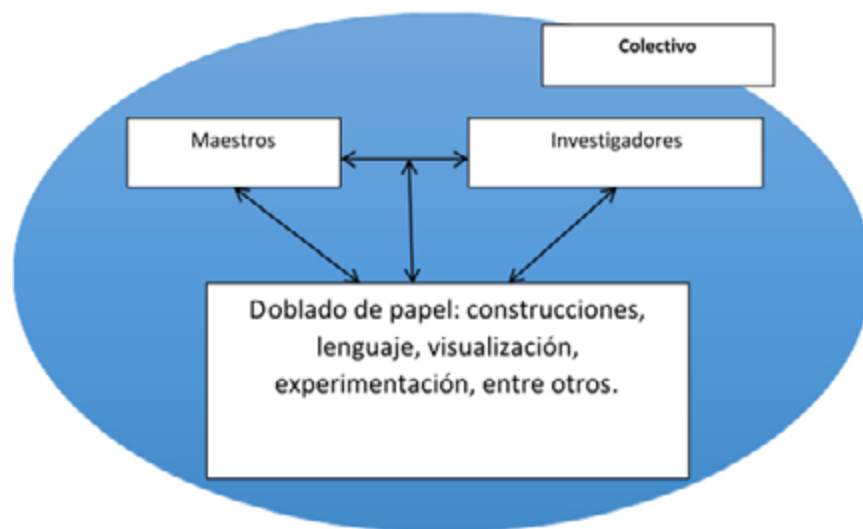 Colectivo
Maestros
Investigadores
Doblado de papel: construcciones,
lenguaje, visualización,
experimentación, entre otros.